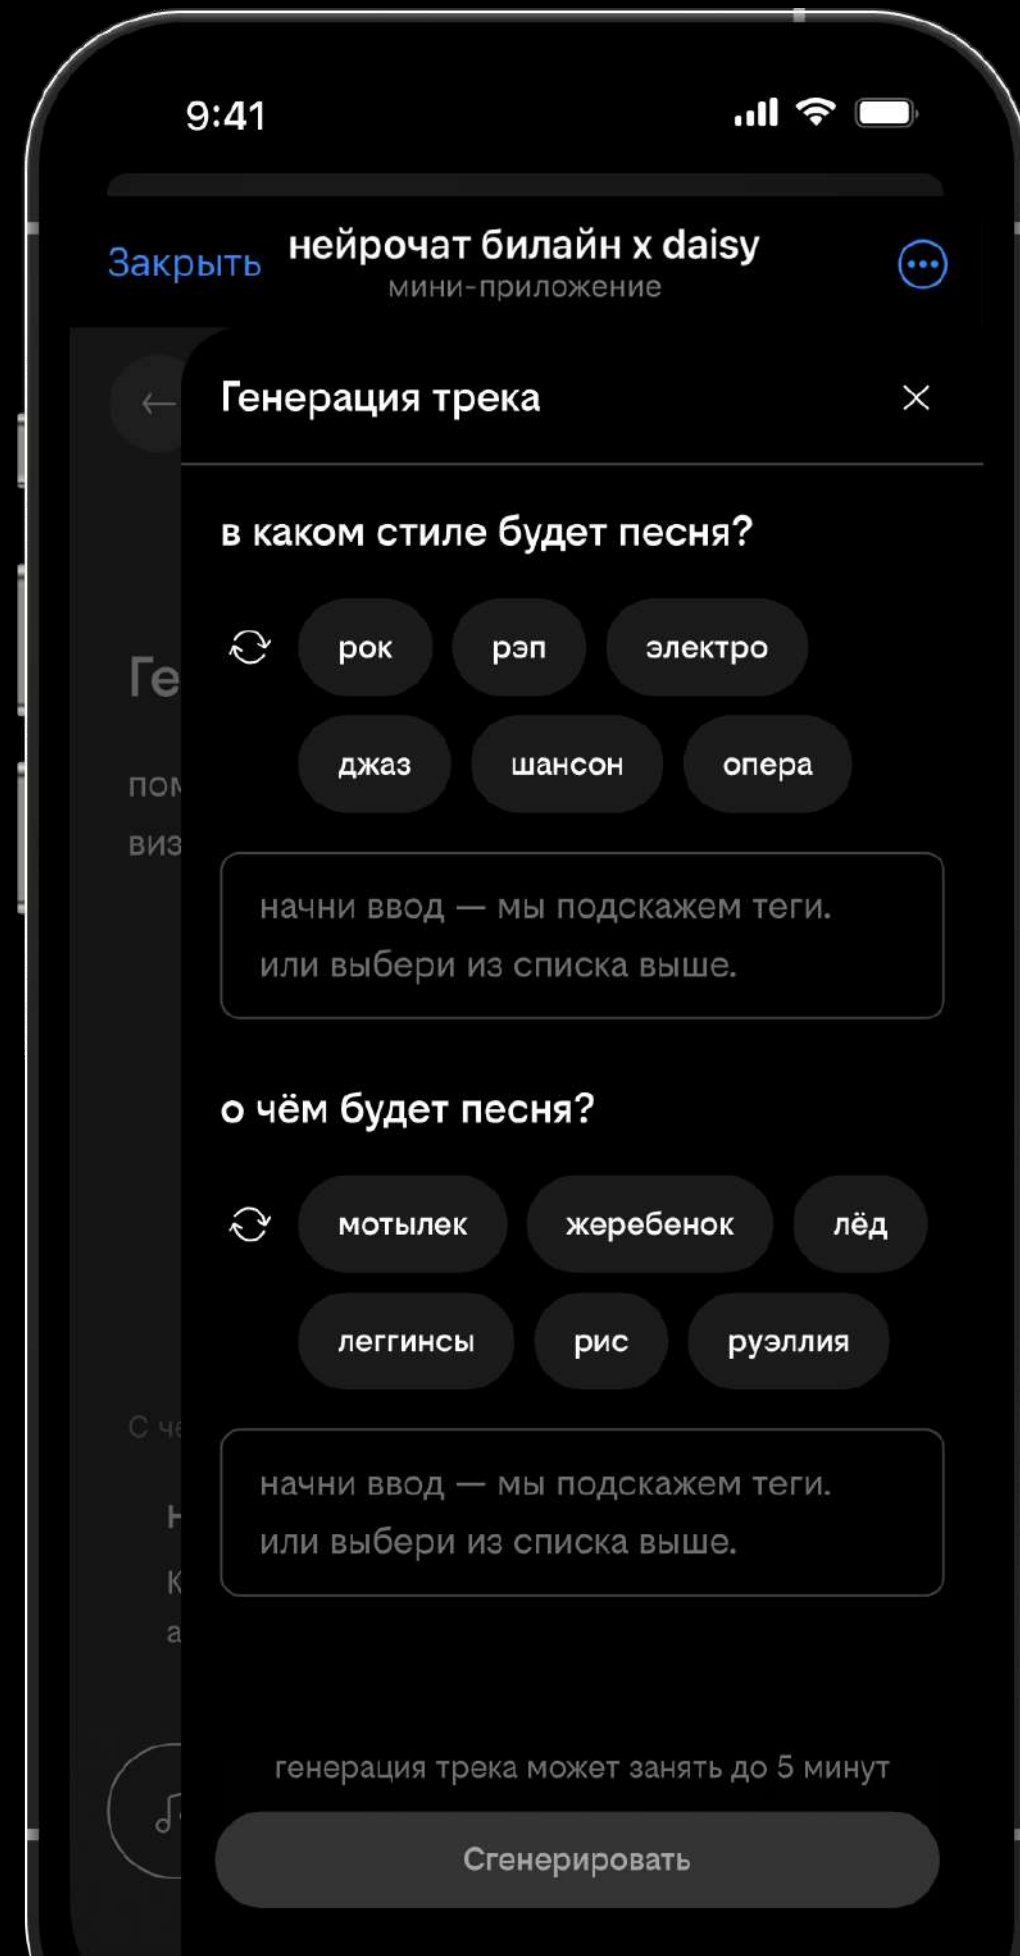 9:41
Закрыть
нейрочат билайн x daisy
мини-приложение
Генерация трека
в каком стиле будет песня?
рок рэп электро
джаз шансон опера
начни ввод — мы подскажем теги.
или выбери из списка выше.
о чём будет песня?
мотылек жеребенок лёд
леггинсы рис руэллия
начни ввод — мы подскажем теги.
или выбери из списка выше.
генерация трека может занять до 5 минут
Сгенерировать